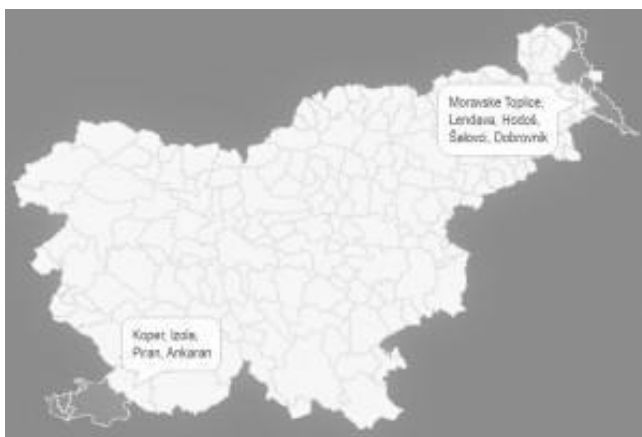 Moravske Toplice,
Lendava, Hodoš,
Šalovci, Dobrovnik
Koper, Izola,
Piran, Ankaran